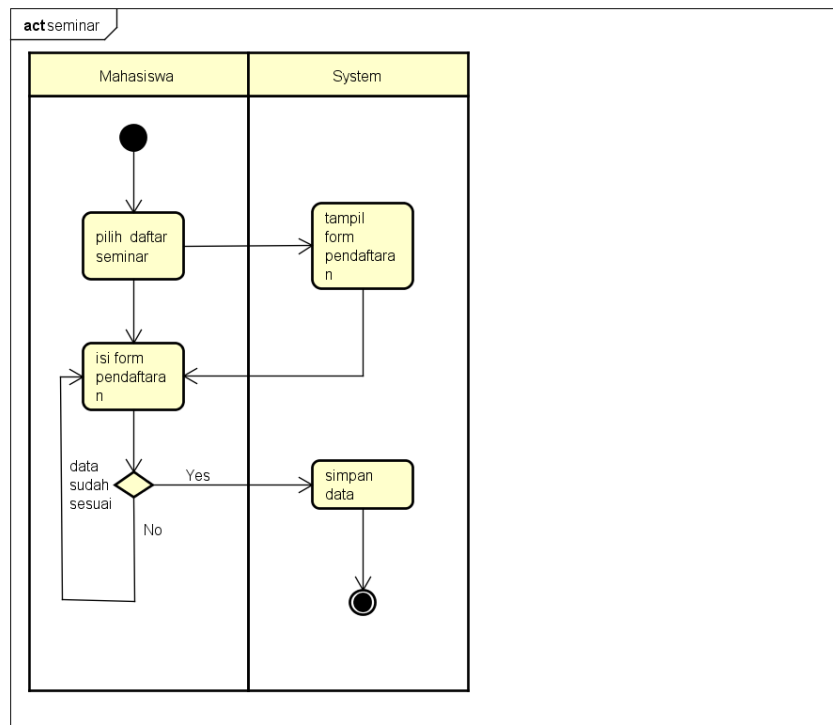 act seminar
Mahasiswa
System
pilih daftar
seminar
tampil
form
pendaftara
n
isi form
pendaftara
n
data
sudah
sesuai
Yes
No
simpan
data